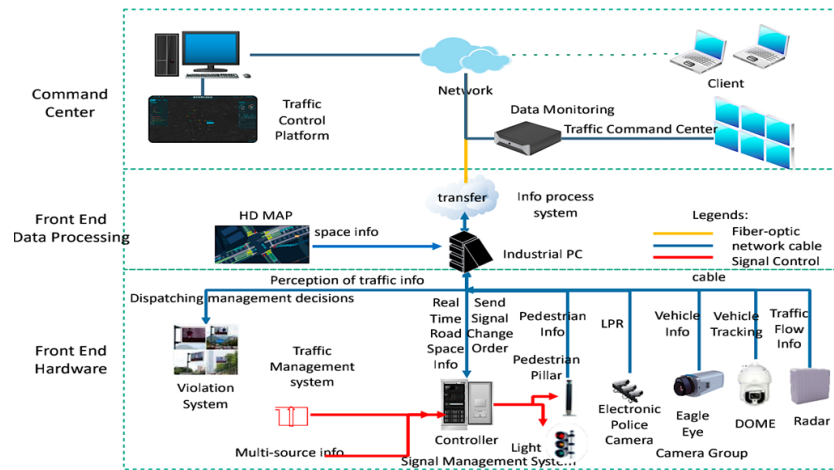 Command
Center
Traffic
Control
Platform
Network
Client
Data Monitoring
Traffic Command Center
Front End
Data Processing
HD MAP
space info
transfer
Info process
system
Industrial PC
Legends:
Fiber-optic
network cable
Signal Control
Front End
Hardware
Perception of traffic info
cable
Dispatching management decisions
Violation
System
Traffic
Management
system
Multi-source info
Real
Time
Road
Space
Info
Send
Signal
Change
Order
Controller
Pedestrian
Info
Pedestrian
Pillar
Light
Signal Management System
LPR
Electronic
Police
Camera
Vehicle
Info
Eagle
Eye
Vehicle
Tracking
DOME
Camera Group
Traffic
Flow
Info
Radar